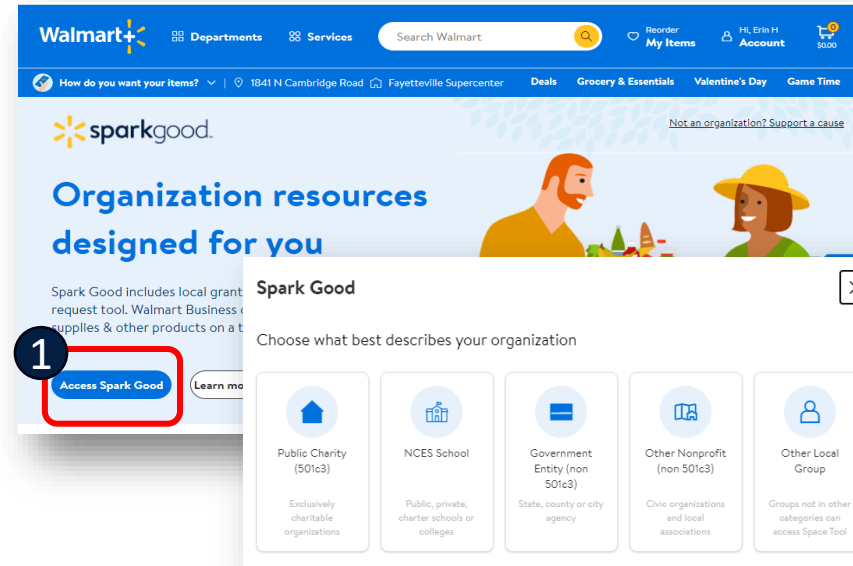 Walmart+
Departments
Services
Search Walmart
Reorder
My Items
Hi, Erin H
Account
0
$0.00
How do you want your items?
1841 N Cambridge Road
Fayetteville Supercenter
Deals
Grocery & Essentials
Valentine's Day
Game Time
sparkgood.
Not an organization? Support a cause
Organization resources
designed for you
Spark Good includes local grant
request tool. Walmart Business
supplies & other products on a t
1
Access Spark Good
Learn mo
Spark Good
Choose what best describes your organization
Public Charity
(501c3)
Exclusively
charitable
organizations
NCES School
Public, private,
charter schools or
colleges
Government
Entity (non
501c3)
State, county or city
agency
Other Nonprofit
(non 501c3)
Civic organizations
and local
associations
Other Local
Group
Groups not in other
categories can
access Space Tool